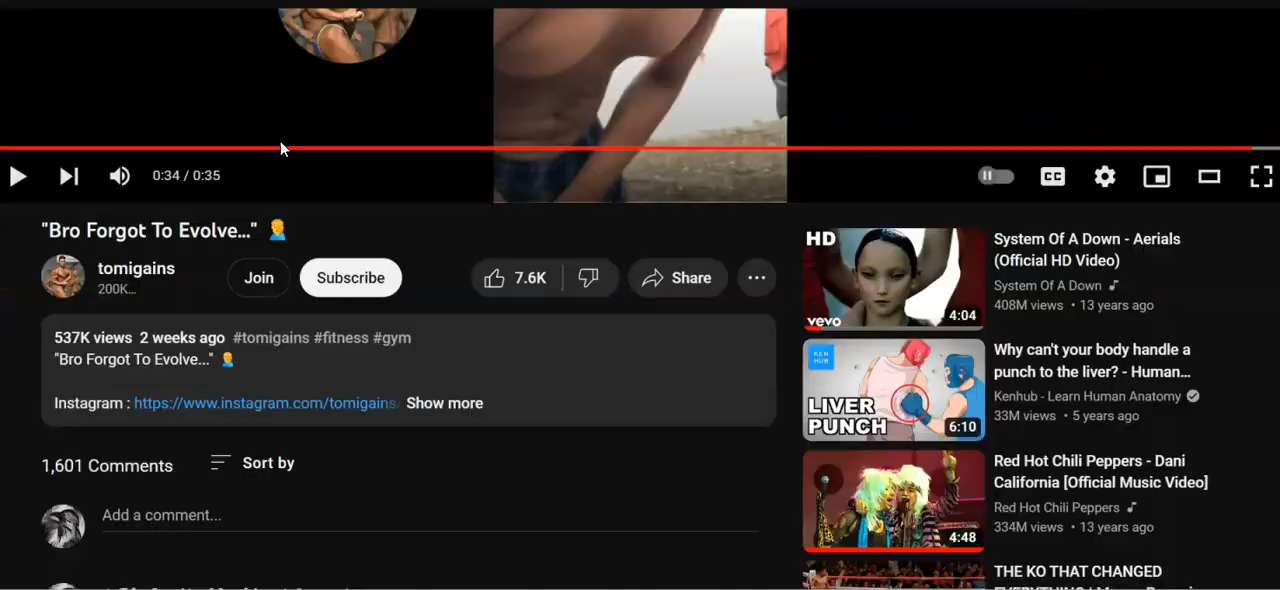 0:34 / 0:35
CC
"Bro Forgot To Evolve..." 🤦‍♂️
tomigains
200K...
Join
Subscribe
7.6K
Share
537K views 2 weeks ago #tomigains #fitness #gym
"Bro Forgot To Evolve..." 🤦‍♂️
Instagram : https://www.instagram.com/tomigains Show more
1,601 Comments
Sort by
Add a comment...
HD
vevo
4:04
System Of A Down - Aerials
(Official HD Video)
System Of A Down
408M views • 13 years ago
KEN
HUB
LIVER
PUNCH
6:10
Why can't your body handle a
punch to the liver? - Human...
Kenhub - Learn Human Anatomy
33M views • 5 years ago
4:48
Red Hot Chili Peppers - Dani
California [Official Music Video]
Red Hot Chili Peppers
334M views • 13 years ago
THE KO THAT CHANGED